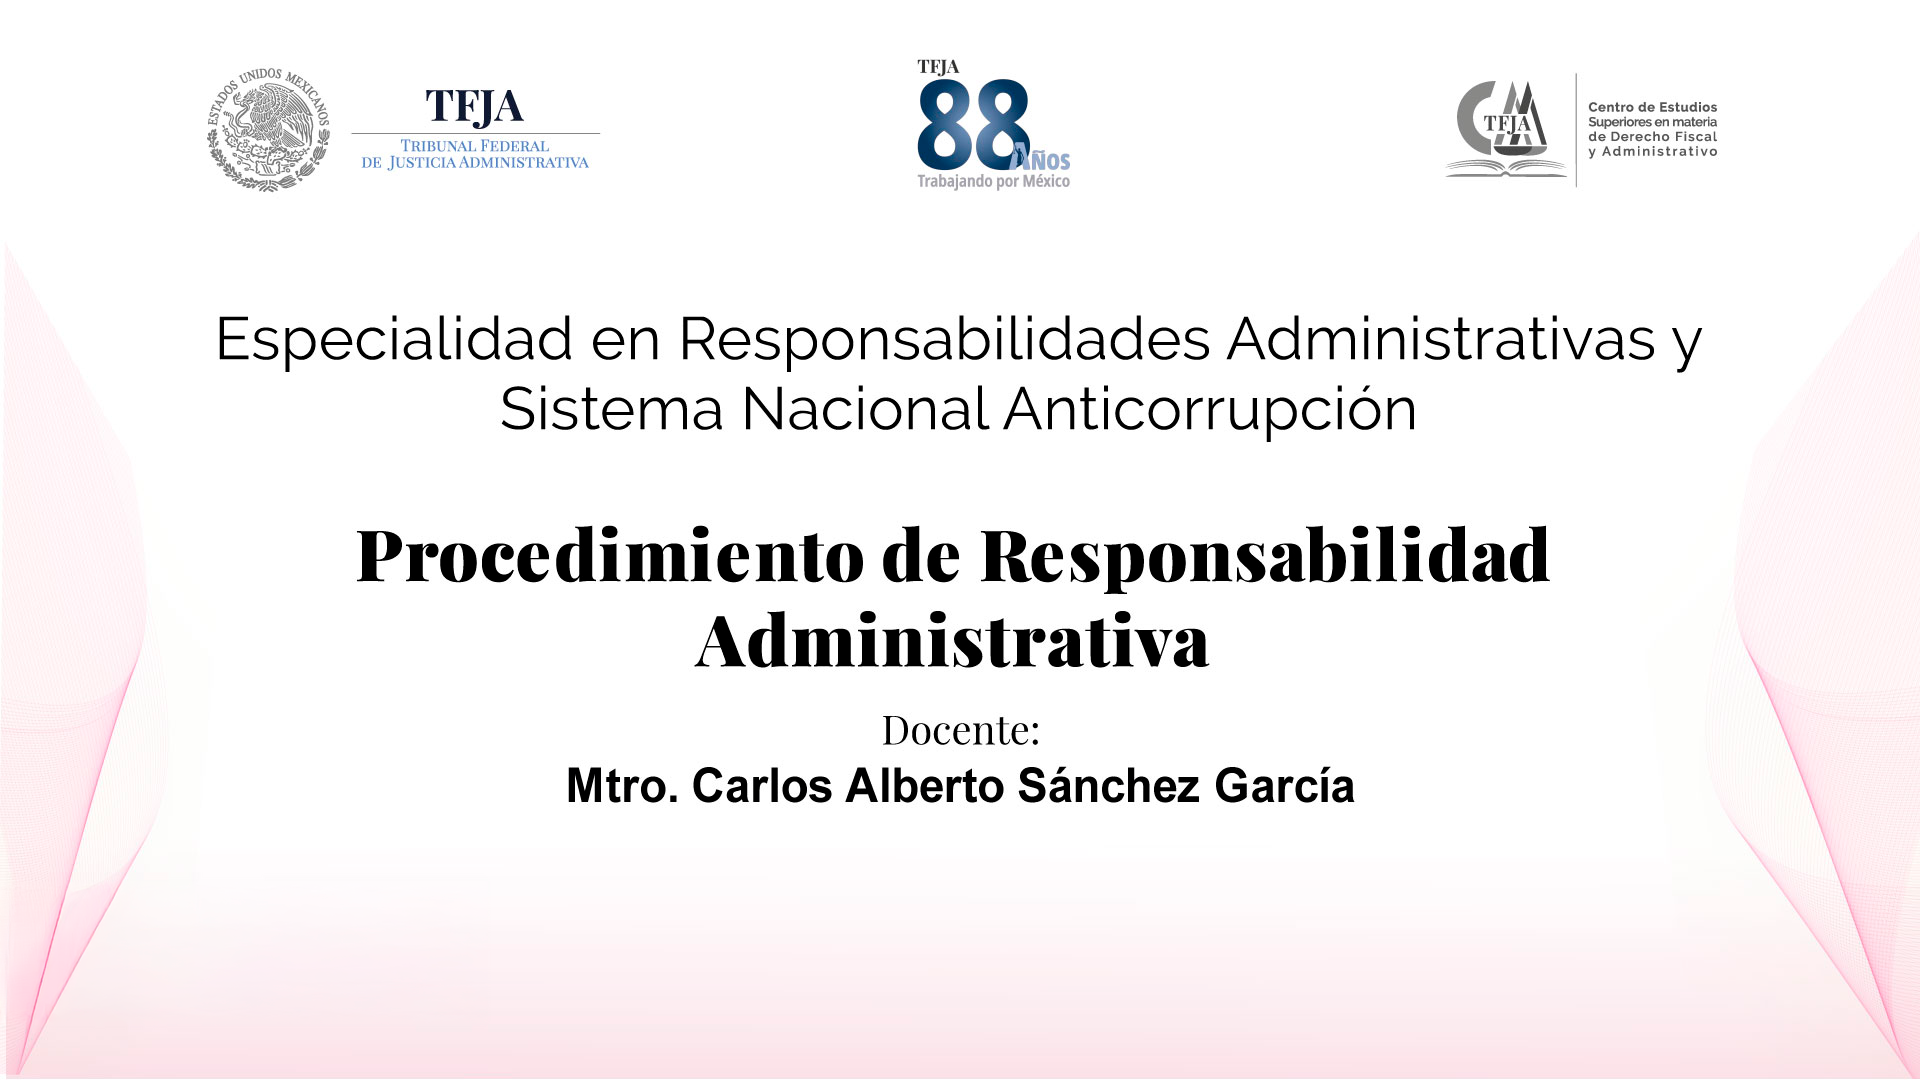 ESTADOS UNIDOS MEXICANOS
TFJA
TRIBUNAL FEDERAL
DE JUSTICIA ADMINISTRATIVA
TFJA
88
AÑOS
Trabajando por México
TFJA
Centro de Estudios
Superiores en materia
de Derecho Fiscal
y Administrativo
Especialidad en Responsabilidades Administrativas y
Sistema Nacional Anticorrupción
Procedimiento de Responsabilidad
Administrativa
Docente:
Mtro. Carlos Alberto Sánchez García